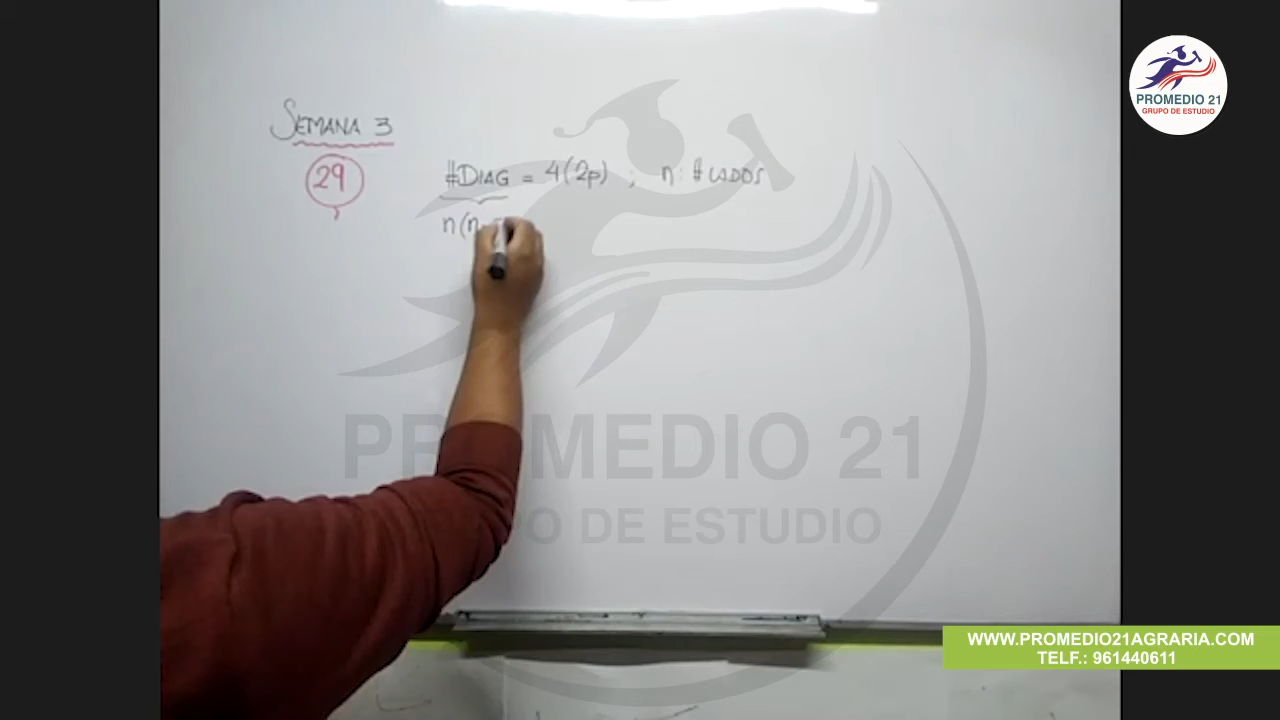 SEMANA 3
29
#DIAG = 4(2p) ; n: # LADOS
n(n-
PROMEDIO 21
GRUPO DE ESTUDIO
PROMEDIO 21
GRUPO DE ESTUDIO
WWW.PROMEDIO21AGRARIA.COM
TELF.: 961440611